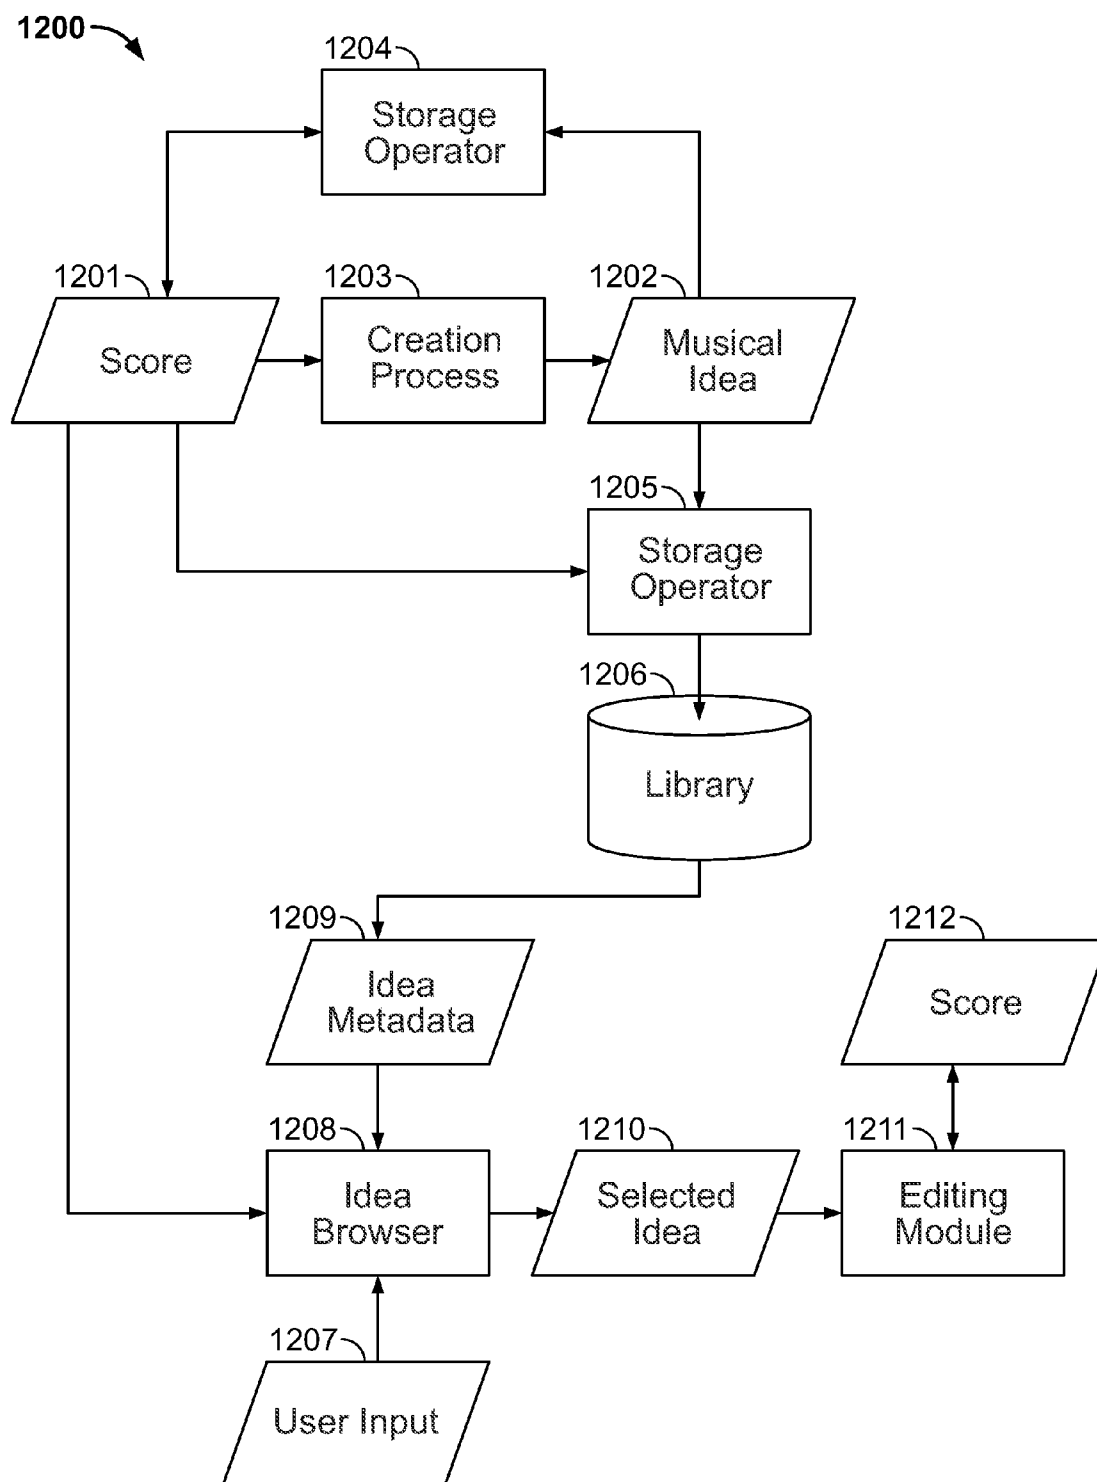 1200
1204
Storage
Operator
1201
Score
1203
Creation
Process
1202
Musical
Idea
1205
Storage
Operator
1206
Library
1209
Idea
Metadata
1212
Score
1208
Idea
Browser
1210
Selected
Idea
1211
Editing
Module
1207
User Input